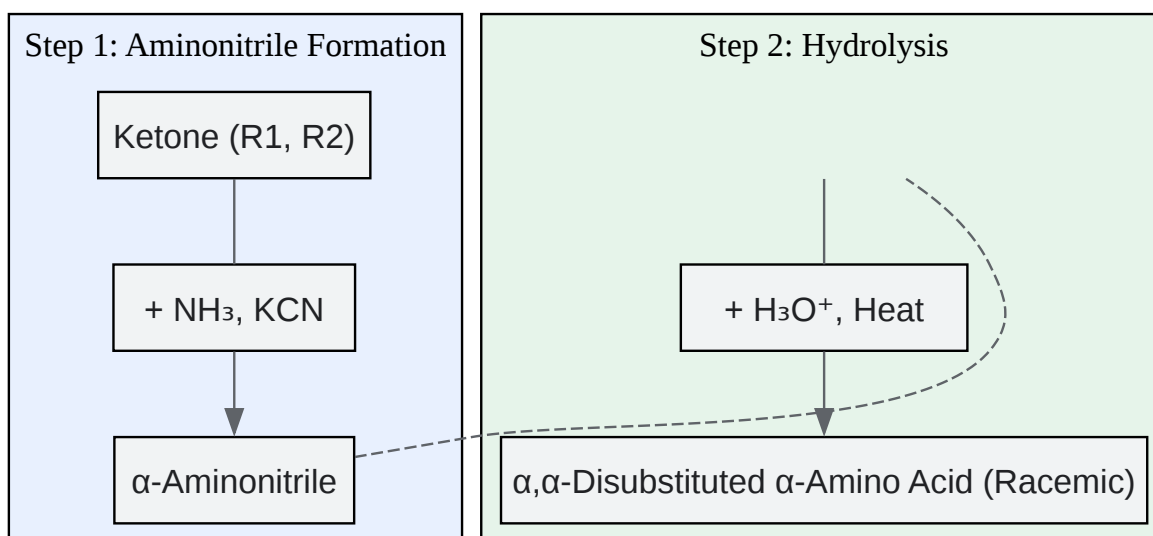 Step 1: Aminonitrile Formation
Ketone (R1, R2)
+ NH₃, KCN
α-Aminonitrile
Step 2: Hydrolysis
+ H₃O⁺, Heat
α,α-Disubstituted α-Amino Acid (Racemic)